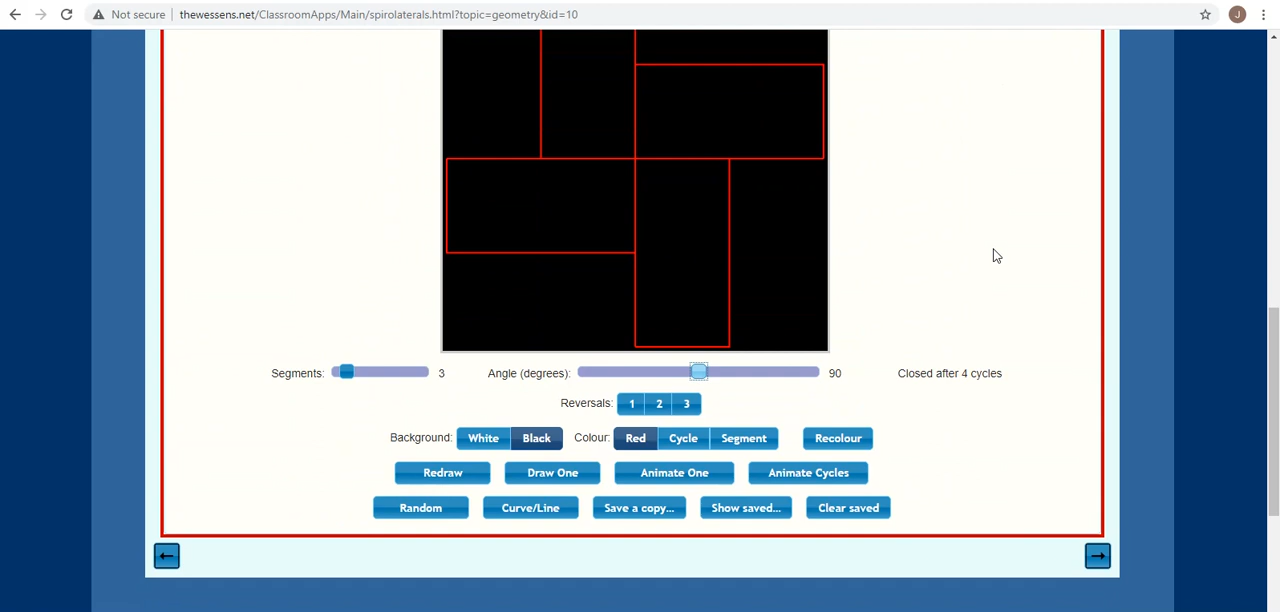 Not secure | thewessens.net/ClassroomApps/Main/spirolaterals.html?topic=geometry&id=10
J
Segments: 3 Angle (degrees): 90 Closed after 4 cycles
Reversals: 1 2 3
Background: White Black Colour: Red Cycle Segment Recolour
Redraw Draw One Animate One Animate Cycles
Random Curve/Line Save a copy... Show saved... Clear saved